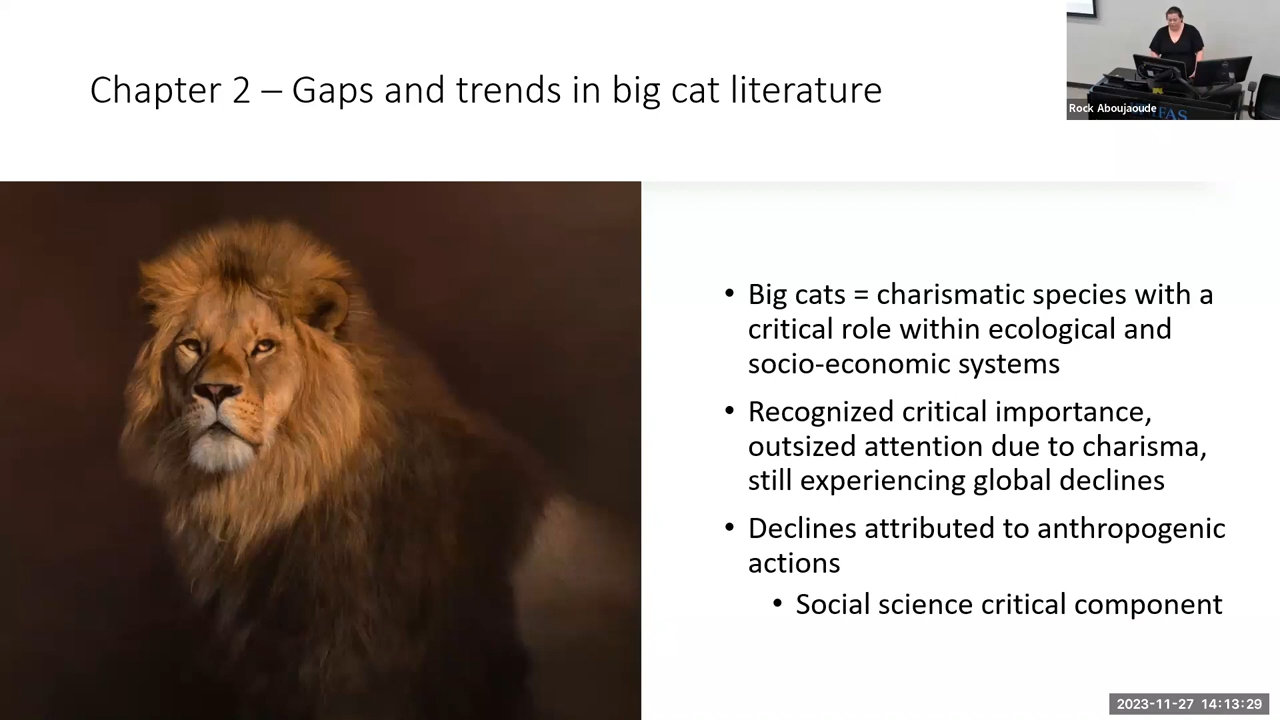 Chapter 2 – Gaps and trends in big cat literature
Rock Aboujaoude
IFAS
• Big cats = charismatic species with a
critical role within ecological and
socio-economic systems
• Recognized critical importance,
outsized attention due to charisma,
still experiencing global declines
• Declines attributed to anthropogenic
actions
• Social science critical component
2023-11-27 14:13:29